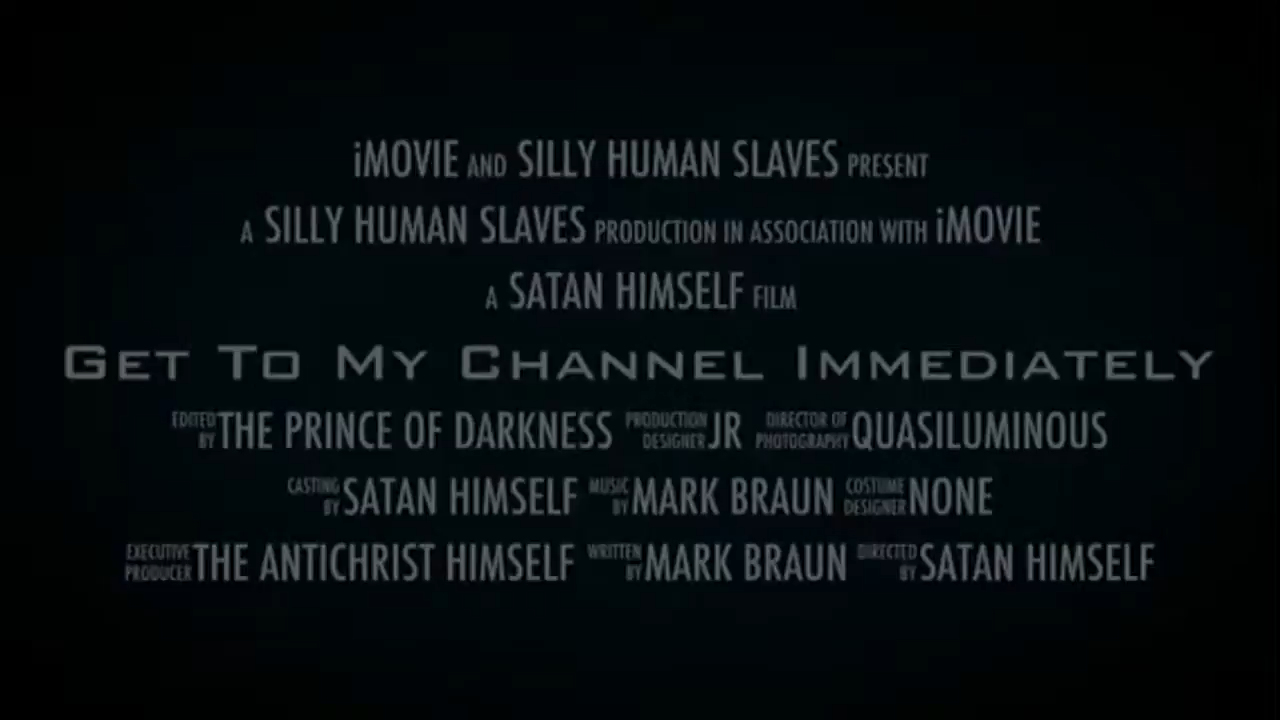 iMOVIE AND SILLY HUMAN SLAVES PRESENT
A SILLY HUMAN SLAVES PRODUCTION IN ASSOCIATION WITH iMOVIE
A SATAN HIMSELF FILM
GET TO MY CHANNEL IMMEDIATELY
EDITED BY THE PRINCE OF DARKNESS PRODUCTION DESIGNER JR DIRECTOR OF PHOTOGRAPHY QUASILUMINOUS
CASTING BY SATAN HIMSELF MUSIC BY MARK BRAUN COSTUME DESIGNER NONE
EXECUTIVE PRODUCER THE ANTICHRIST HIMSELF WRITTEN BY MARK BRAUN DIRECTED BY SATAN HIMSELF